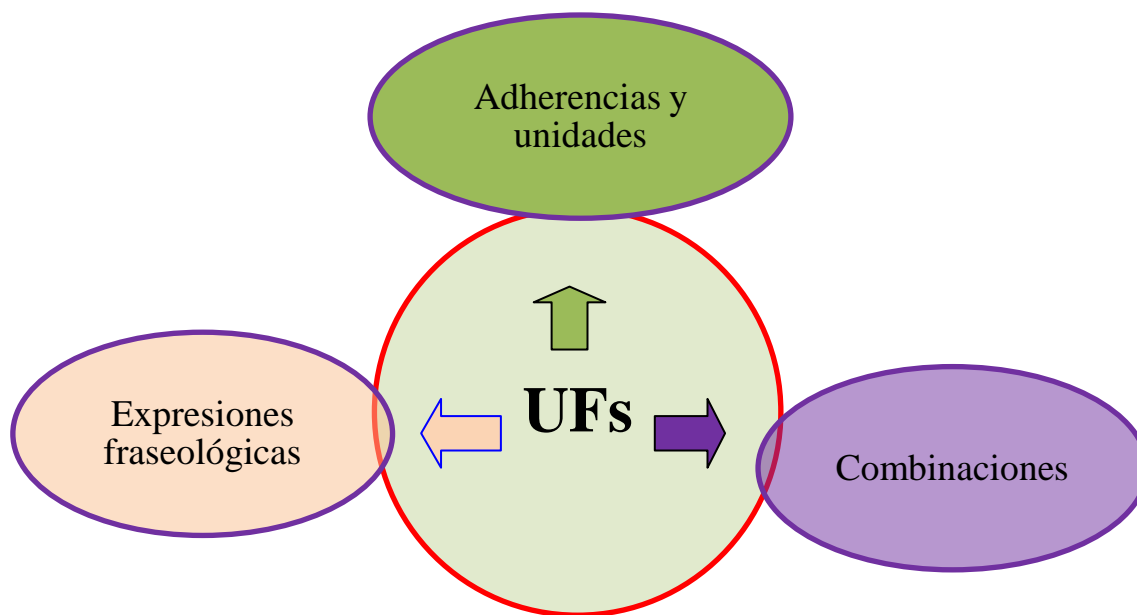 Adherencias y
unidades
UFs
Expresiones
fraseológicas
Combinaciones